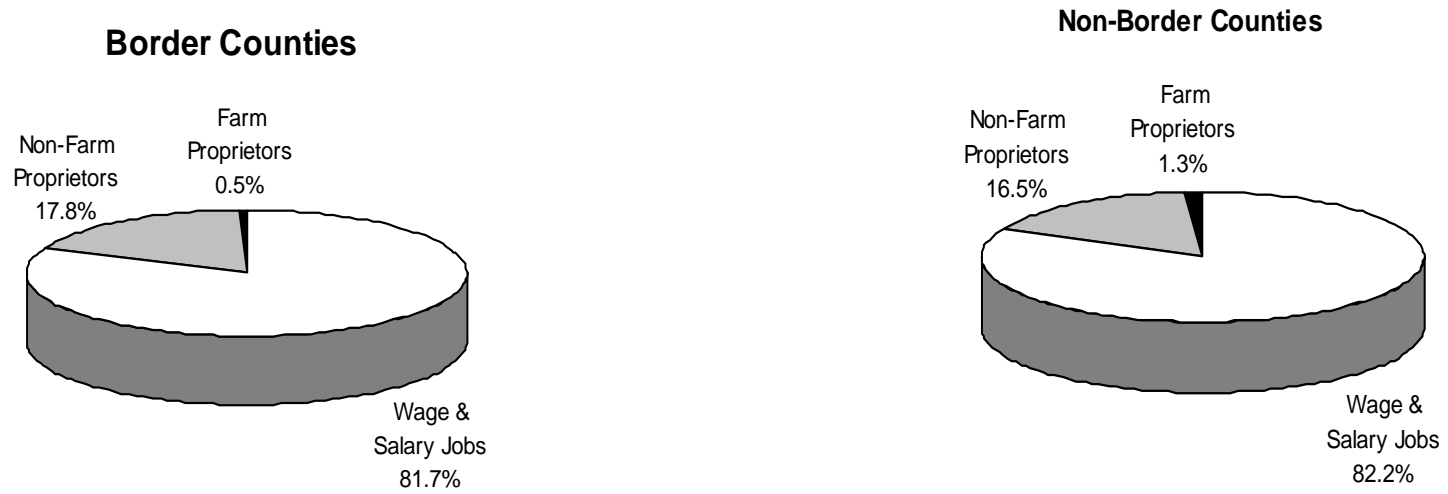 Border Counties
Farm
Proprietors
0.5%
Non-Farm
Proprietors
17.8%
Wage &
Salary Jobs
81.7%
Non-Border Counties
Farm
Proprietors
1.3%
Non-Farm
Proprietors
16.5%
Wage &
Salary Jobs
82.2%